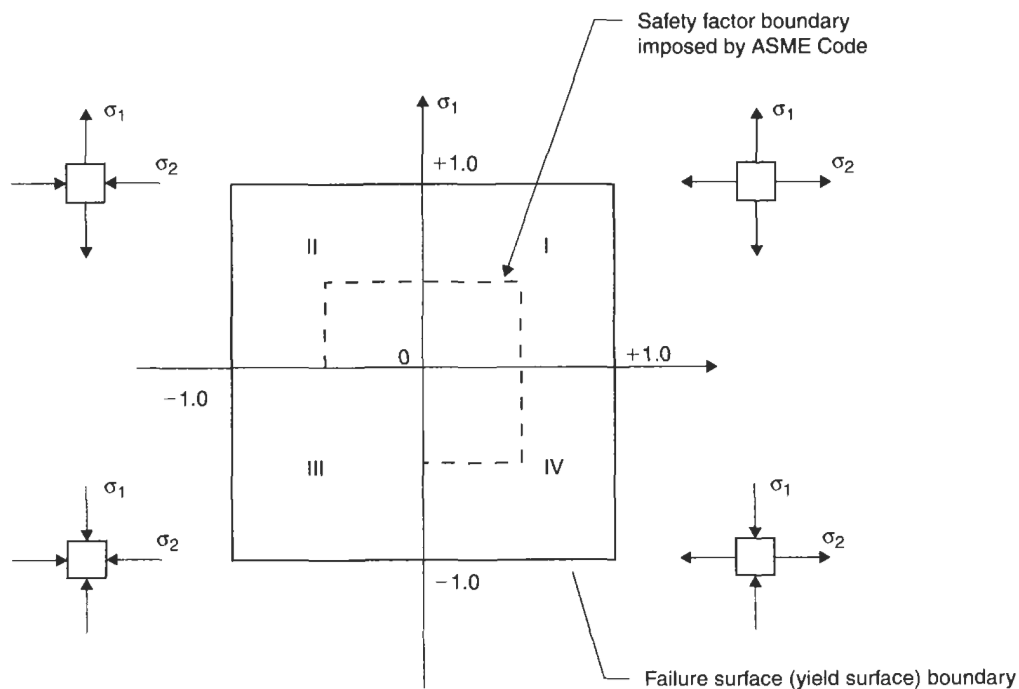 Safety factor boundary
imposed by ASME Code
σ1
σ1
σ1
σ2
+1.0
σ2
II
I
0
+1.0
−1.0
III
IV
σ1
σ1
σ2
σ2
−1.0
Failure surface (yield surface) boundary